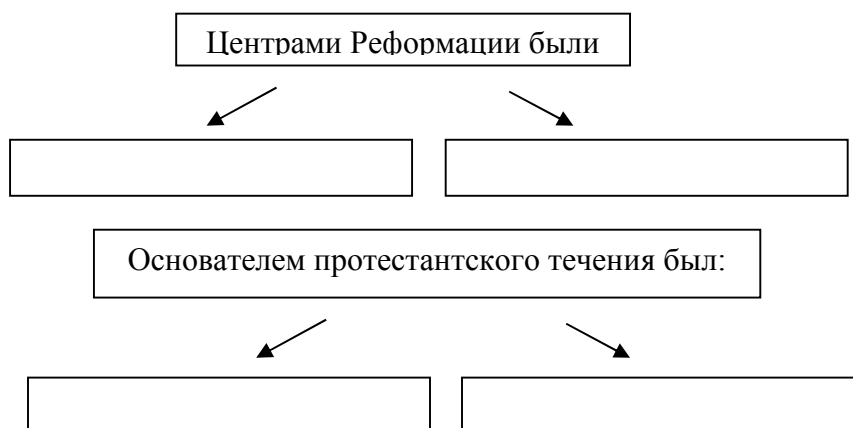 Центрами Реформации были
Основателем протестантского течения был: